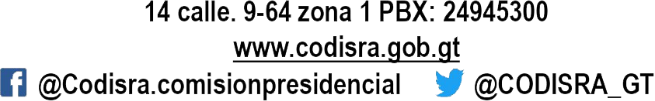 14 calle. 9-64 zona 1 PBX: 24945300
www.codisra.gob.gt
@Codisra.comisionpresidencial @CODISRA_GT